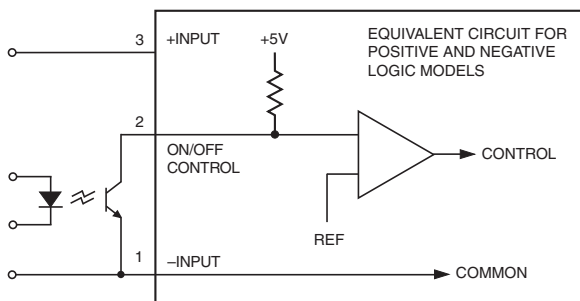 3
+INPUT
+5V
EQUIVALENT CIRCUIT FOR
POSITIVE AND NEGATIVE
LOGIC MODELS
2
ON/OFF
CONTROL
CONTROL
REF
1
–INPUT
COMMON